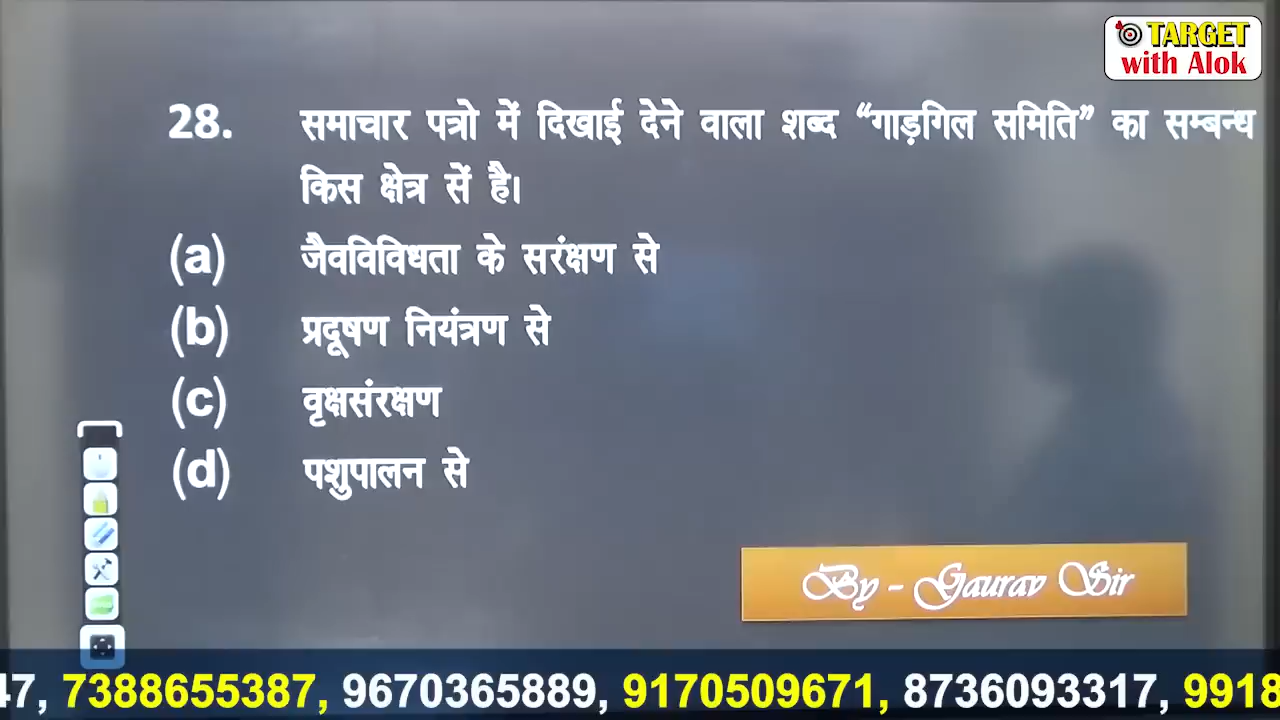 TARGET
with Alok
28. समाचार पत्रो में दिखाई देने वाला शब्द “गाड़गिल समिति” का सम्बन्ध
किस क्षेत्र सें है।
(a) जैवविविधता के सरंक्षण से
(b) प्रदूषण नियंत्रण से
(c) वृक्षसंरक्षण
(d) पशुपालन से
By - Gaurav Sir
47, 7388655387, 9670365889, 9170509671, 8736093317, 9918